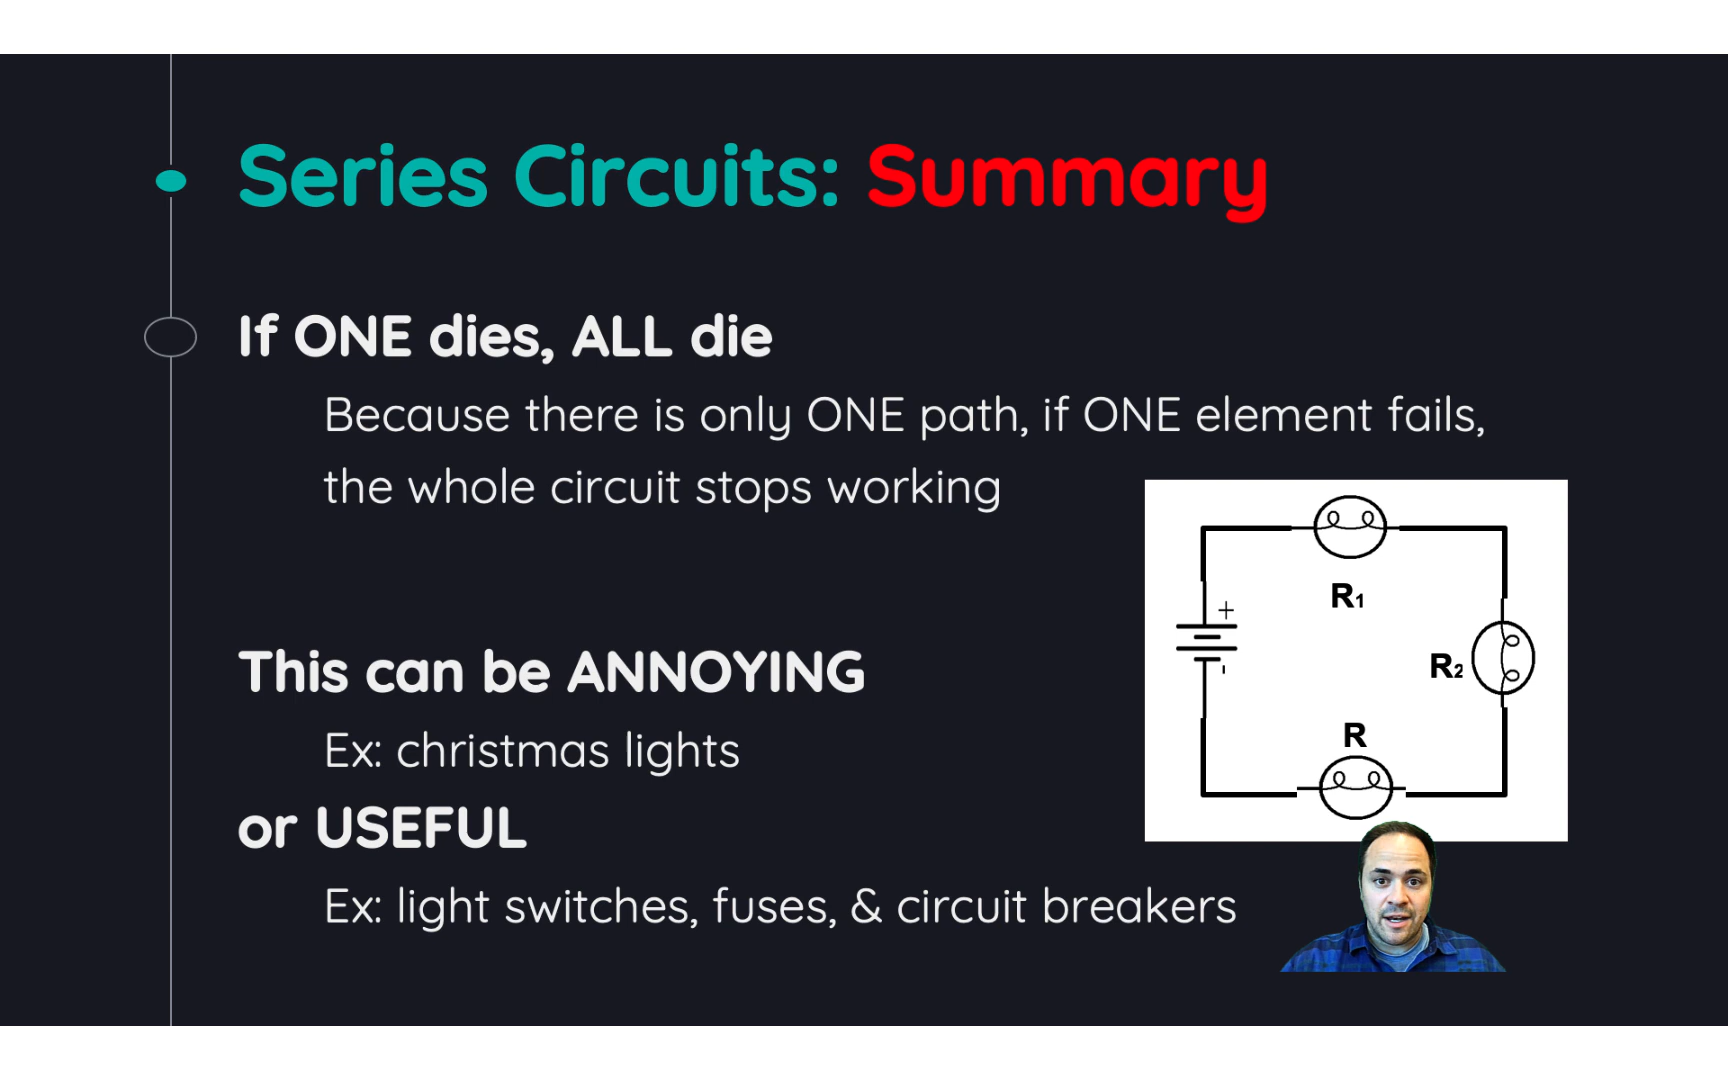 Series Circuits: Summary
If ONE dies, ALL die
Because there is only ONE path, if ONE element fails,
the whole circuit stops working
This can be ANNOYING
Ex: christmas lights
or USEFUL
Ex: light switches, fuses, & circuit breakers
R1
+
R2
-
R